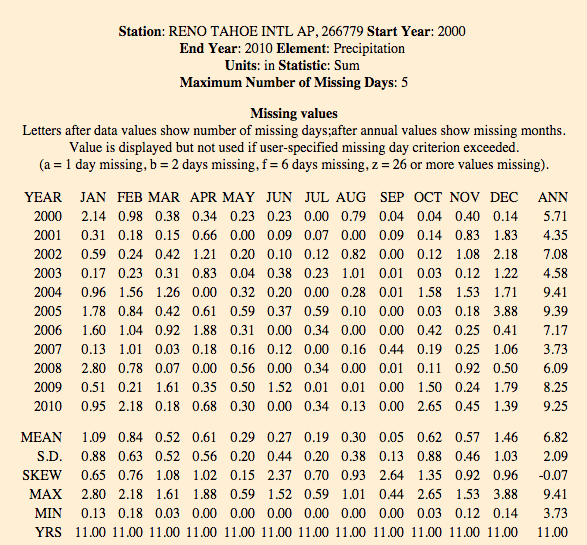 Station: RENO TAHOE INTL AP, 266779 Start Year: 2000
End Year: 2010 Element: Precipitation
Units: in Statistic: Sum
Maximum Number of Missing Days: 5
Missing values
Letters after data values show number of missing days;after annual values show missing months.
Value is displayed but not used if user-specified missing day criterion exceeded.
(a = 1 day missing, b = 2 days missing, f = 6 days missing, z = 26 or more values missing).
YEAR JAN FEB MAR APR MAY JUN JUL AUG SEP OCT NOV DEC ANN
2000 2.14 0.98 0.38 0.34 0.23 0.23 0.00 0.79 0.04 0.04 0.40 0.14 5.71
2001 0.31 0.18 0.15 0.66 0.00 0.09 0.07 0.00 0.09 0.14 0.83 1.83 4.35
2002 0.59 0.24 0.42 1.21 0.20 0.10 0.12 0.82 0.00 0.12 1.08 2.18 7.08
2003 0.17 0.23 0.31 0.83 0.04 0.38 0.23 1.01 0.01 0.03 0.12 1.22 4.58
2004 0.96 1.56 1.26 0.00 0.32 0.20 0.00 0.28 0.01 1.58 1.53 1.71 9.41
2005 1.78 0.84 0.42 0.61 0.59 0.37 0.59 0.10 0.00 0.03 0.18 3.88 9.39
2006 1.60 1.04 0.92 1.88 0.31 0.00 0.34 0.00 0.00 0.42 0.25 0.41 7.17
2007 0.13 1.01 0.03 0.18 0.16 0.12 0.00 0.16 0.44 0.19 0.25 1.06 3.73
2008 2.80 0.78 0.07 0.00 0.56 0.00 0.34 0.00 0.01 0.11 0.92 0.50 6.09
2009 0.51 0.21 1.61 0.35 0.50 1.52 0.01 0.01 0.00 1.50 0.24 1.79 8.25
2010 0.95 2.18 0.18 0.68 0.30 0.00 0.34 0.13 0.00 2.65 0.45 1.39 9.25
MEAN 1.09 0.84 0.52 0.61 0.29 0.27 0.19 0.30 0.05 0.62 0.57 1.46 6.82
S.D. 0.88 0.63 0.52 0.56 0.20 0.44 0.20 0.38 0.13 0.88 0.46 1.03 2.09
SKEW 0.65 0.76 1.08 1.02 0.15 2.37 0.70 0.93 2.64 1.35 0.92 0.96 -0.07
MAX 2.80 2.18 1.61 1.88 0.59 1.52 0.59 1.01 0.44 2.65 1.53 3.88 9.41
MIN 0.13 0.18 0.03 0.00 0.00 0.00 0.00 0.00 0.00 0.03 0.12 0.14 3.73
YRS 11.00 11.00 11.00 11.00 11.00 11.00 11.00 11.00 11.00 11.00 11.00 11.00 11.00